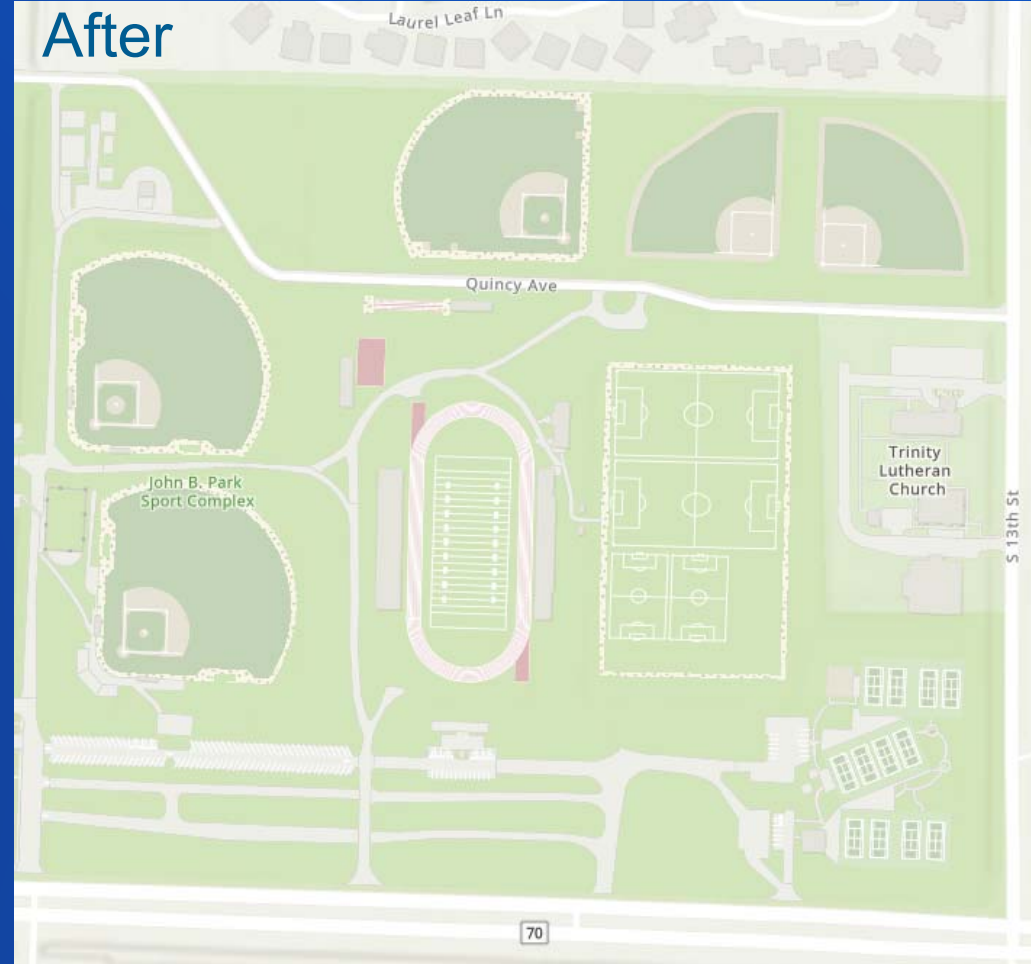 After
Laurel Leaf Ln
Quincy Ave
Trinity
Lutheran
Church
John B. Park
Sport Complex
S 13th St
70